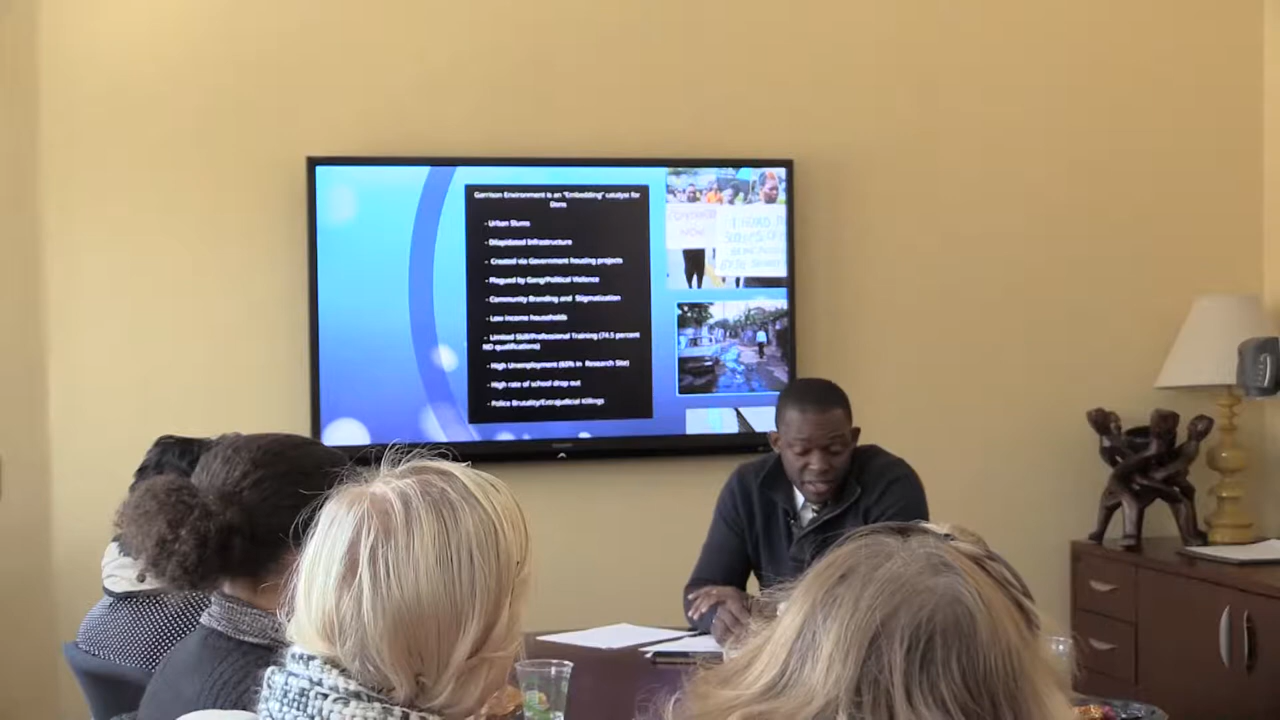 Garrison Environment is an "Embedding" catalyst for
Dons
- Urban Slums
- Dilapidated Infrastructure
- Created via Government housing projects
- Plagued by Gang/Political Violence
- Community Branding and Stigmatization
- Low income households
- Limited Skill/Professional Training (74.5 percent
NO qualifications)
- High Unemployment (65% in Research Site)
- High rate of school drop out
- Police Brutality/Extrajudicial Killings
NOW